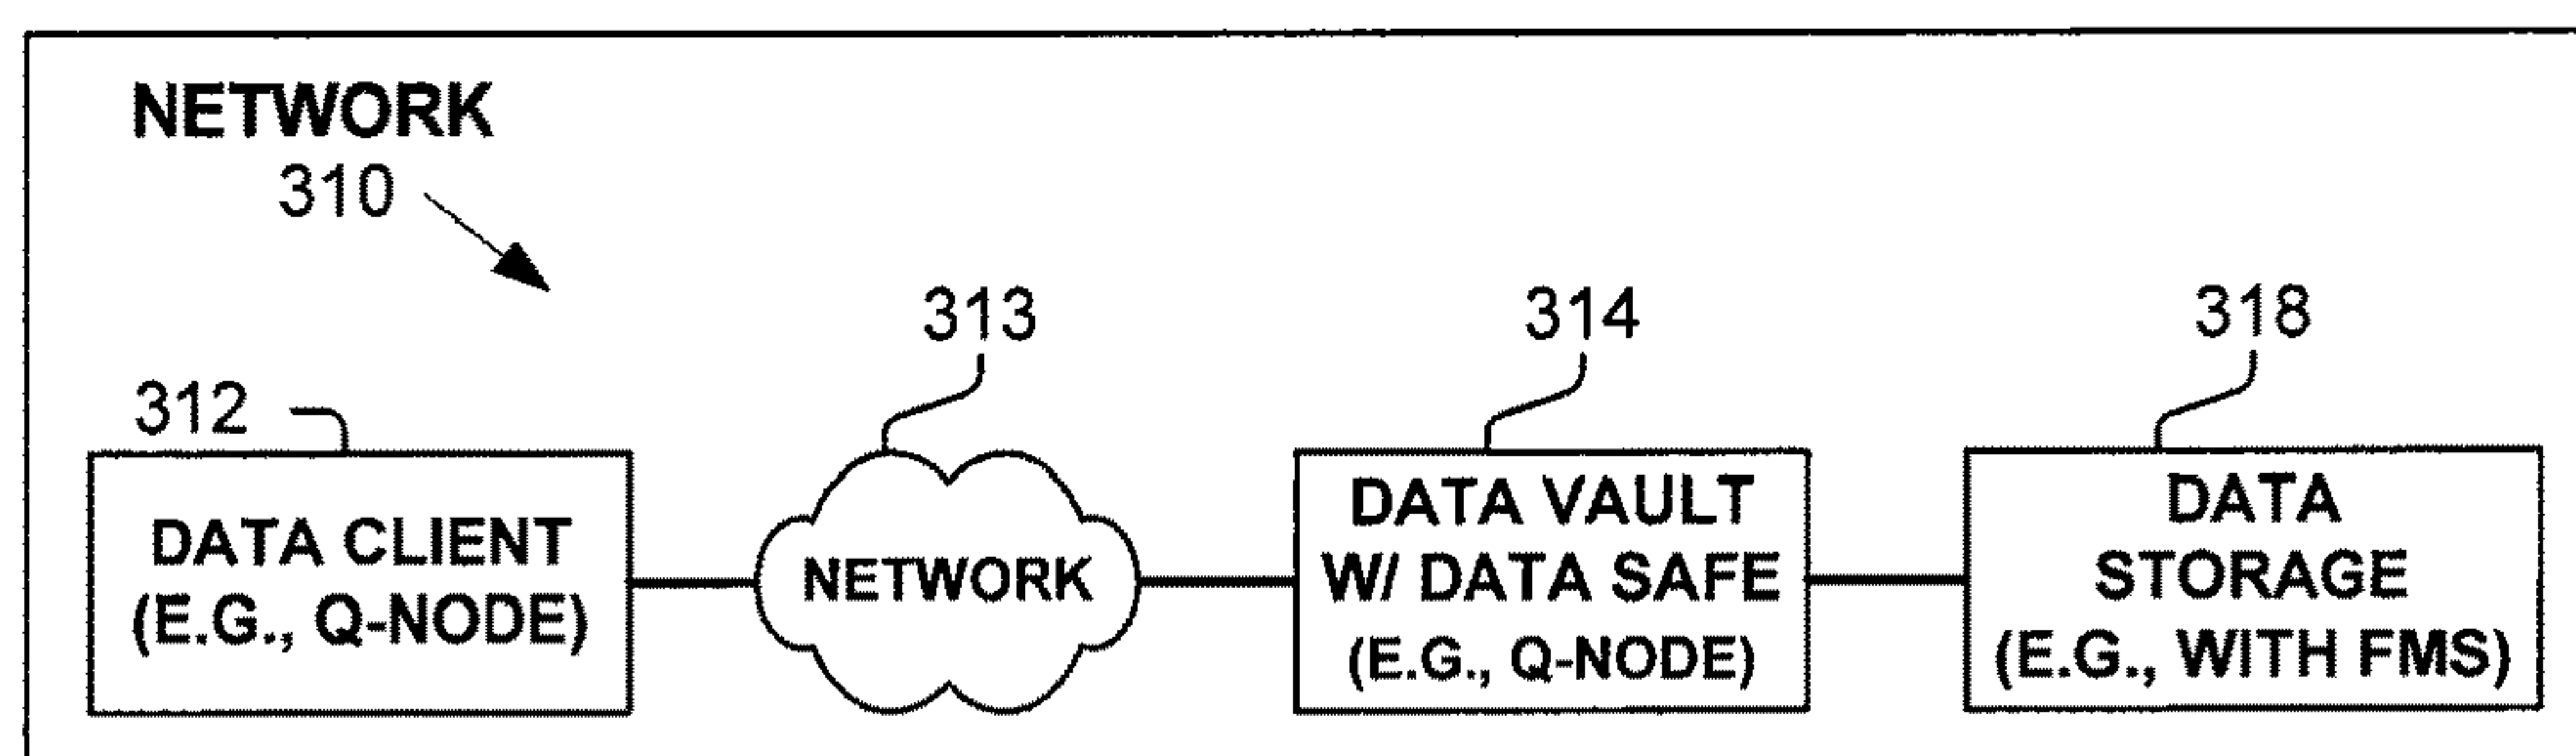 NETWORK
310
313
314
318
312
DATA CLIENT
(E.G., Q-NODE)
NETWORK
DATA VAULT
W/ DATA SAFE
(E.G., Q-NODE)
DATA
STORAGE
(E.G., WITH FMS)